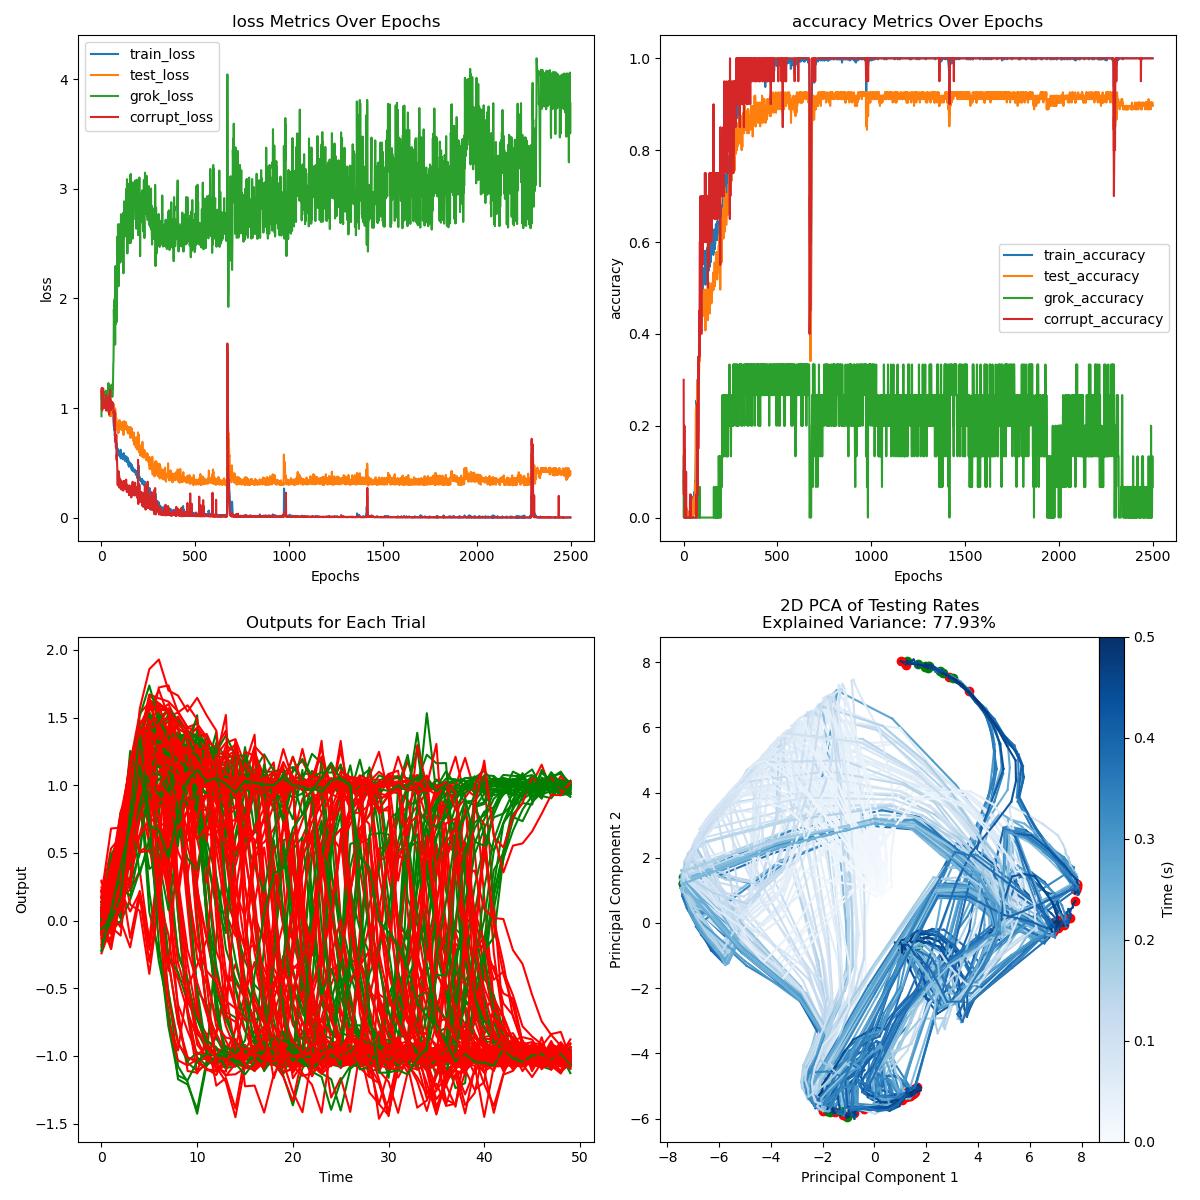 loss Metrics Over Epochs
train_loss
test_loss
grok_loss
corrupt_loss
4
3
2
1
0
loss
0 500 1000 1500 2000 2500
Epochs
accuracy Metrics Over Epochs
1.0
0.8
0.6
0.4
0.2
0.0
accuracy
train_accuracy
test_accuracy
grok_accuracy
corrupt_accuracy
0 500 1000 1500 2000 2500
Epochs
Outputs for Each Trial
2.0
1.5
1.0
0.5
0.0
−0.5
−1.0
−1.5
Output
0 10 20 30 40 50
Time
2D PCA of Testing Rates
Explained Variance: 77.93%
8
6
4
2
0
−2
−4
−6
Principal Component 2
−8 −6 −4 −2 0 2 4 6 8
Principal Component 1
0.5
0.4
0.3
0.2
0.1
0.0
Time (s)